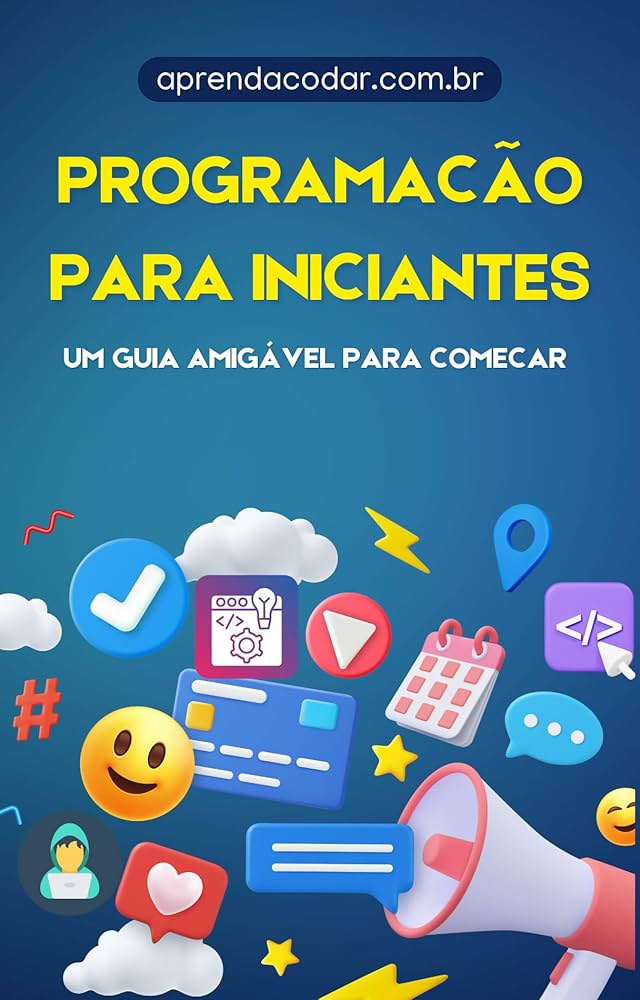 aprendacodar.com.br
PROGRAMACÃO
PARA INICIANTES
UM GUIA AMIGÁVEL PARA COMECAR
</>
</>
#